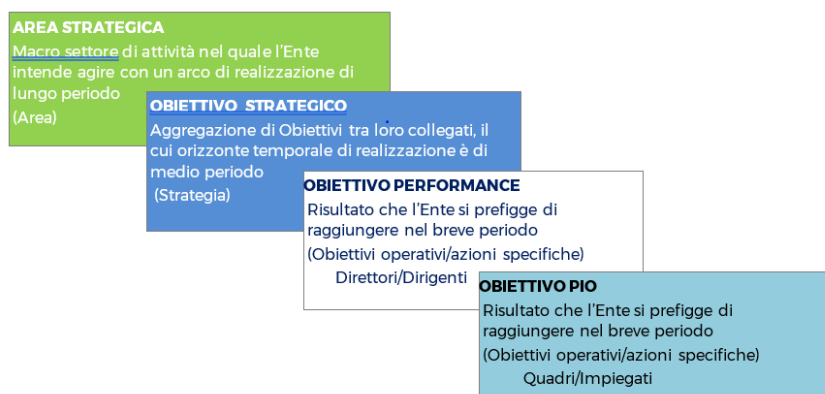 AREA STRATEGICA
Macro settore di attività nel quale l'Ente
intende agire con un arco di realizzazione di
lungo periodo
(Area)
OBIETTIVO STRATEGICO
Aggregazione di Obiettivi tra loro collegati, il
cui orizzonte temporale di realizzazione è di
medio periodo
(Strategia)
OBIETTIVO PERFORMANCE
Risultato che l'Ente si prefigge di
raggiungere nel breve periodo
(Obiettivi operativi/azioni specifiche)
Direttori/Dirigenti
OBIETTIVO PIO
Risultato che l'Ente si prefigge di
raggiungere nel breve periodo
(Obiettivi operativi/azioni specifiche)
Quadri/Impiegati